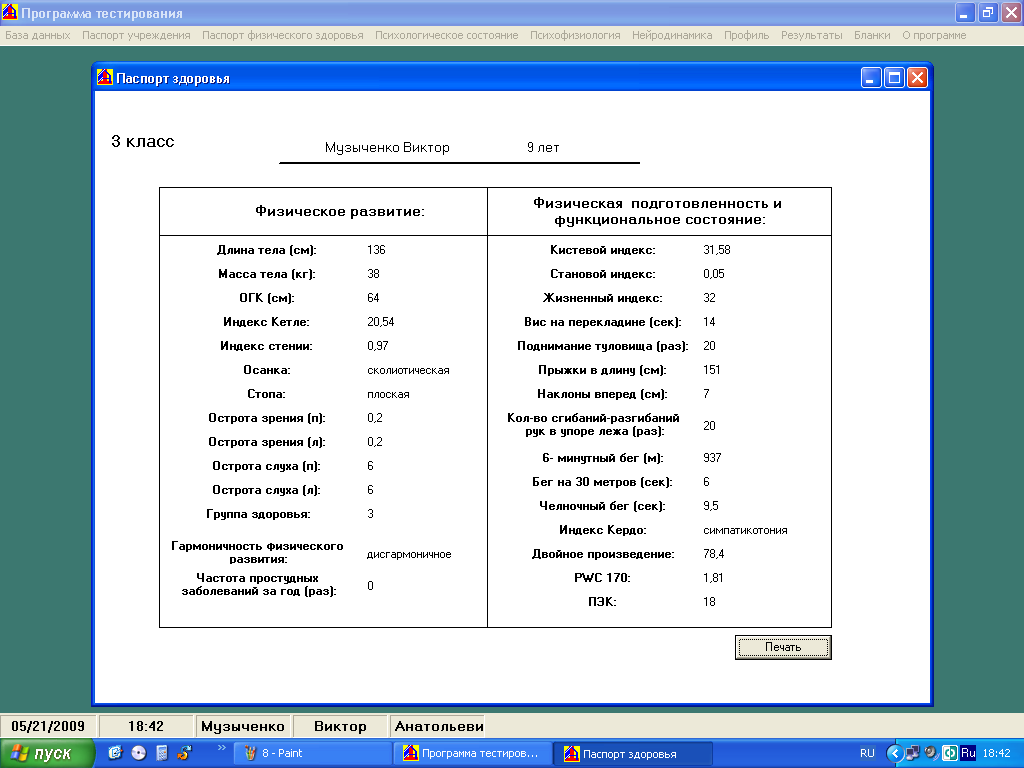 Программа тестирования
База данных Паспорт учреждения Паспорт физического здоровья Психологическое состояние Психофизиология Нейродинамика Профиль Результаты Бланки О программе
Паспорт здоровья
3 класс
Музыченко Виктор 9 лет
Физическое развитие:
Физическая подготовленность и
функциональное состояние:
Длина тела (см): 136
Масса тела (кг): 38
ОГК (см): 64
Индекс Кетле: 20,54
Индекс стении: 0,97
Осанка: сколиотическая
Стопа: плоская
Острота зрения (п): 0,2
Острота зрения (л): 0,2
Острота слуха (п): 6
Острота слуха (л): 6
Группа здоровья: 3
Гармоничность физического
развития: дисгармоничное
Частота простудных
заболеваний за год (раз): 0
Кистевой индекс: 31,58
Становой индекс: 0,05
Жизненный индекс: 32
Вис на перекладине (сек): 14
Поднимание туловища (раз): 20
Прыжки в длину (см): 151
Наклоны вперед (см): 7
Кол-во сгибаний-разгибаний
рук в упоре лежа (раз): 20
6- минутный бег (м): 937
Бег на 30 метров (сек): 6
Челночный бег (сек): 9,5
Индекс Кердо: симпатикотония
Двойное произведение: 78,4
PWC 170: 1,81
ПЭК: 18
Печать
05/21/2009 18:42 Музыченко Виктор Анатольеви
пуск 8 - Paint Программа тестиров... Паспорт здоровья RU Ru 18:42